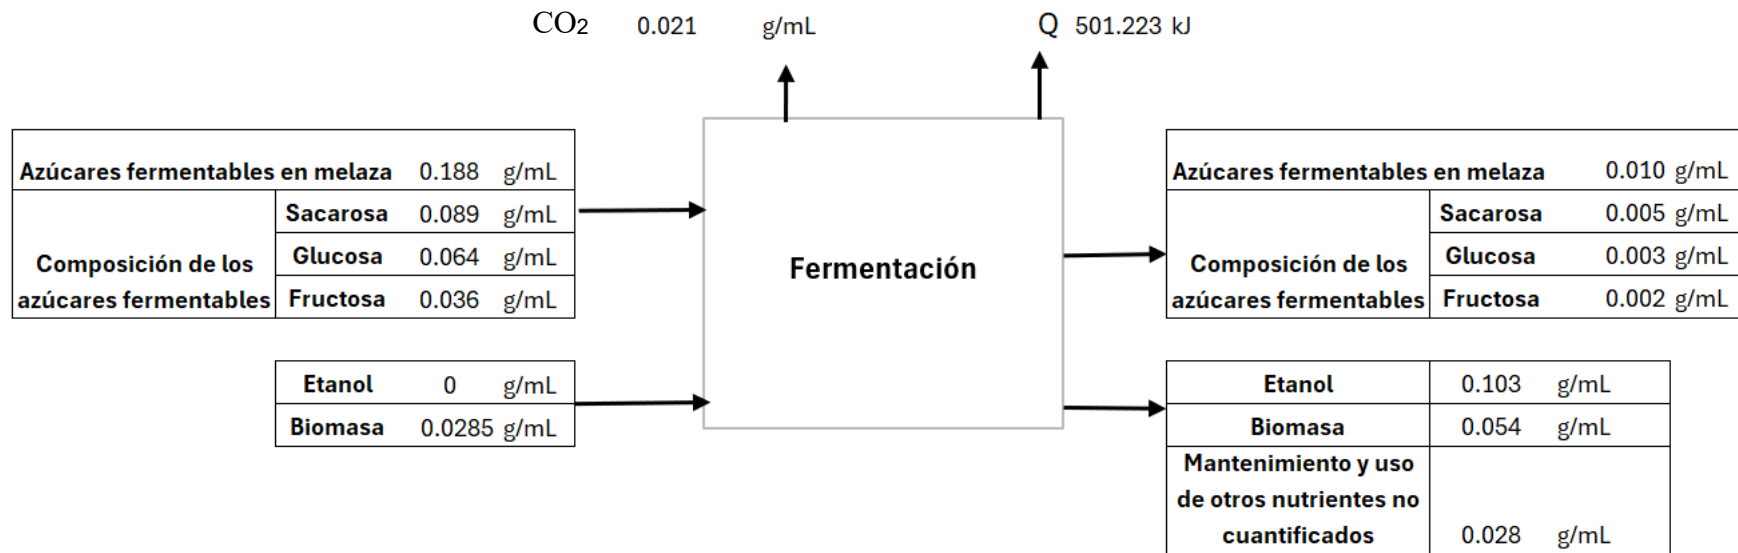 CO2 0.021 g/mL Q 501.223 kJ
Azúcares fermentables en melaza 0.188 g/mL
Composición de los azúcares fermentables
Sacarosa 0.089 g/mL
Glucosa 0.064 g/mL
Fructosa 0.036 g/mL
Etanol 0 g/mL
Biomasa 0.0285 g/mL
Fermentación
Azúcares fermentables en melaza 0.010 g/mL
Composición de los azúcares fermentables
Sacarosa 0.005 g/mL
Glucosa 0.003 g/mL
Fructosa 0.002 g/mL
Etanol 0.103 g/mL
Biomasa 0.054 g/mL
Mantenimiento y uso
de otros nutrientes no
cuantificados 0.028 g/mL